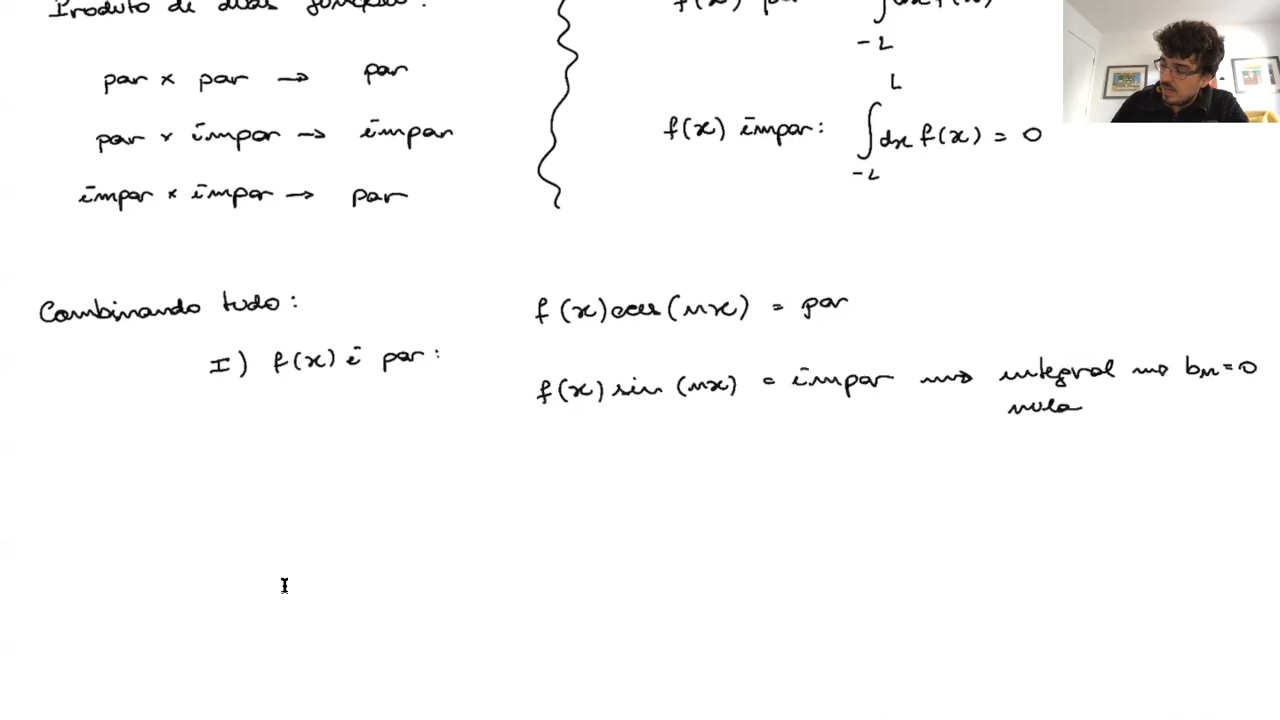 Produto de duas funções:
par × par → par
par × ímpar → ímpar
ímpar × ímpar → par
f(x) par ∫ dx f(x)
-L
L
f(x) ímpar: ∫ dx f(x) = 0
-L
Combinando tudo:
I) f(x) é par:
f(x) cos(nx) = par
f(x) sin(nx) = ímpar → integral → bₙ = 0
nula